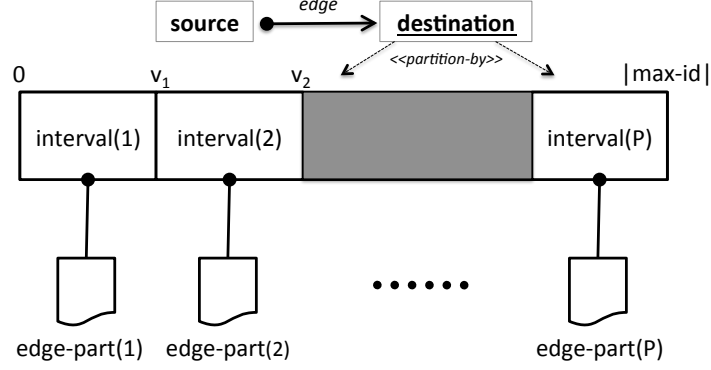 edge
source destination
<<partition-by>>
0 v1 v2 |max-id|
interval(1) interval(2) interval(P)
edge-part(1) edge-part(2) edge-part(P)